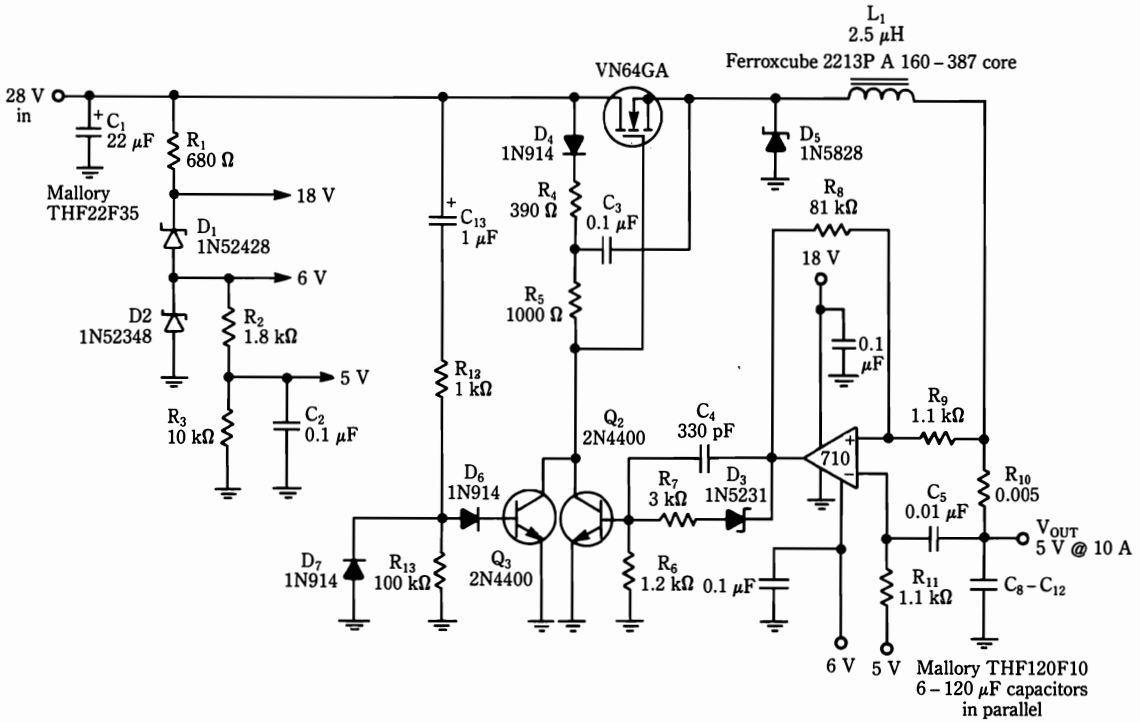 L1
2.5 μH
Ferroxcube 2213P A 160 – 387 core
VN64GA
28 V
in
+
C1
22 μF
Mallory
THF22F35
R1
680 Ω
18 V
D1
1N52428
6 V
D2
1N52348
R2
1.8 kΩ
5 V
R3
10 kΩ
C2
0.1 μF
+
C13
1 μF
R12
1 kΩ
D4
1N914
R4
390 Ω
C3
0.1 μF
R5
1000 Ω
D5
1N5828
R8
81 kΩ
18 V
0.1
μF
R9
1.1 kΩ
Q2
2N4400
C4
330 pF
710
+
–
D6
1N914
R7
3 kΩ
D3
1N5231
C5
0.01 μF
R10
0.005
VOUT
5 V @ 10 A
D7
1N914
R13
100 kΩ
Q3
2N4400
R6
1.2 kΩ
0.1 μF
R11
1.1 kΩ
C8 – C12
6 V
5 V
Mallory THF120F10
6 – 120 μF capacitors
in parallel